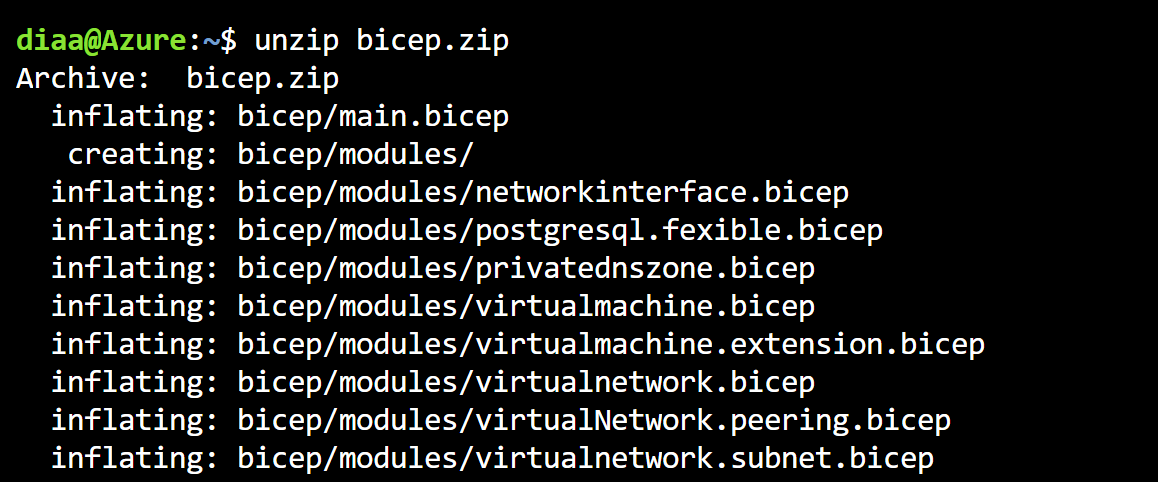 diaa@Azure:~$ unzip bicep.zip
Archive:  bicep.zip
  inflating: bicep/main.bicep
   creating: bicep/modules/
  inflating: bicep/modules/networkinterface.bicep
  inflating: bicep/modules/postgresql.fexible.bicep
  inflating: bicep/modules/privatednszone.bicep
  inflating: bicep/modules/virtualmachine.bicep
  inflating: bicep/modules/virtualmachine.extension.bicep
  inflating: bicep/modules/virtualnetwork.bicep
  inflating: bicep/modules/virtualNetwork.peering.bicep
  inflating: bicep/modules/virtualnetwork.subnet.bicep